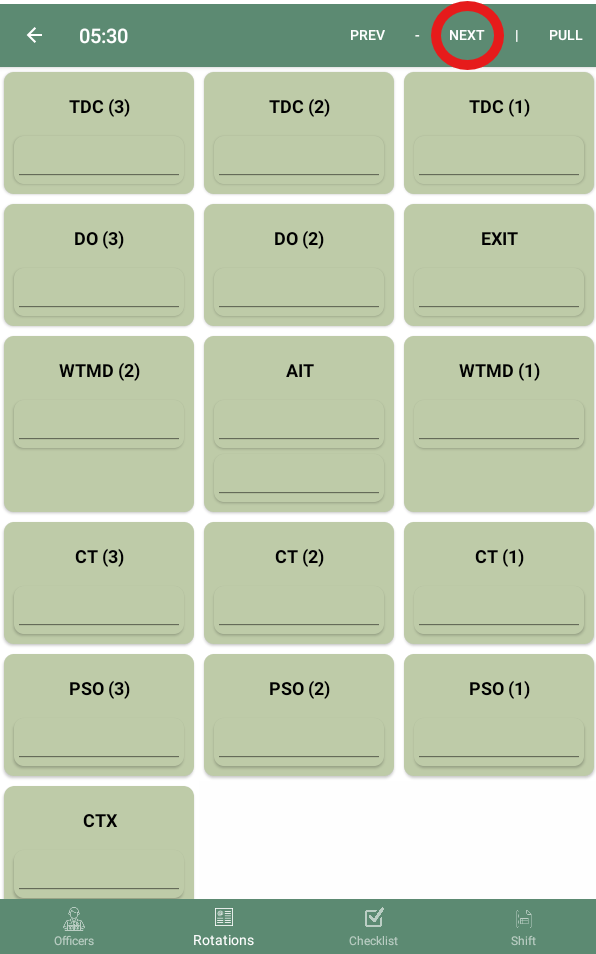 05:30 PREV - NEXT | PULL
TDC (3) TDC (2) TDC (1)
DO (3) DO (2) EXIT
WTMD (2) AIT WTMD (1)
CT (3) CT (2) CT (1)
PSO (3) PSO (2) PSO (1)
CTX
Officers Rotations Checklist Shift